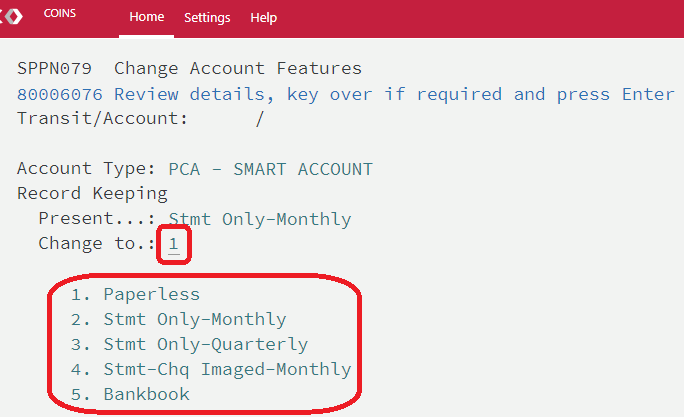 COINS Home Settings Help
SPPN079 Change Account Features
80006076 Review details, key over if required and press Enter
Transit/Account: /
Account Type: PCA - SMART ACCOUNT
Record Keeping
Present...: Stmt Only-Monthly
Change to.: 1
1. Paperless
2. Stmt Only-Monthly
3. Stmt Only-Quarterly
4. Stmt-Chq Imaged-Monthly
5. Bankbook